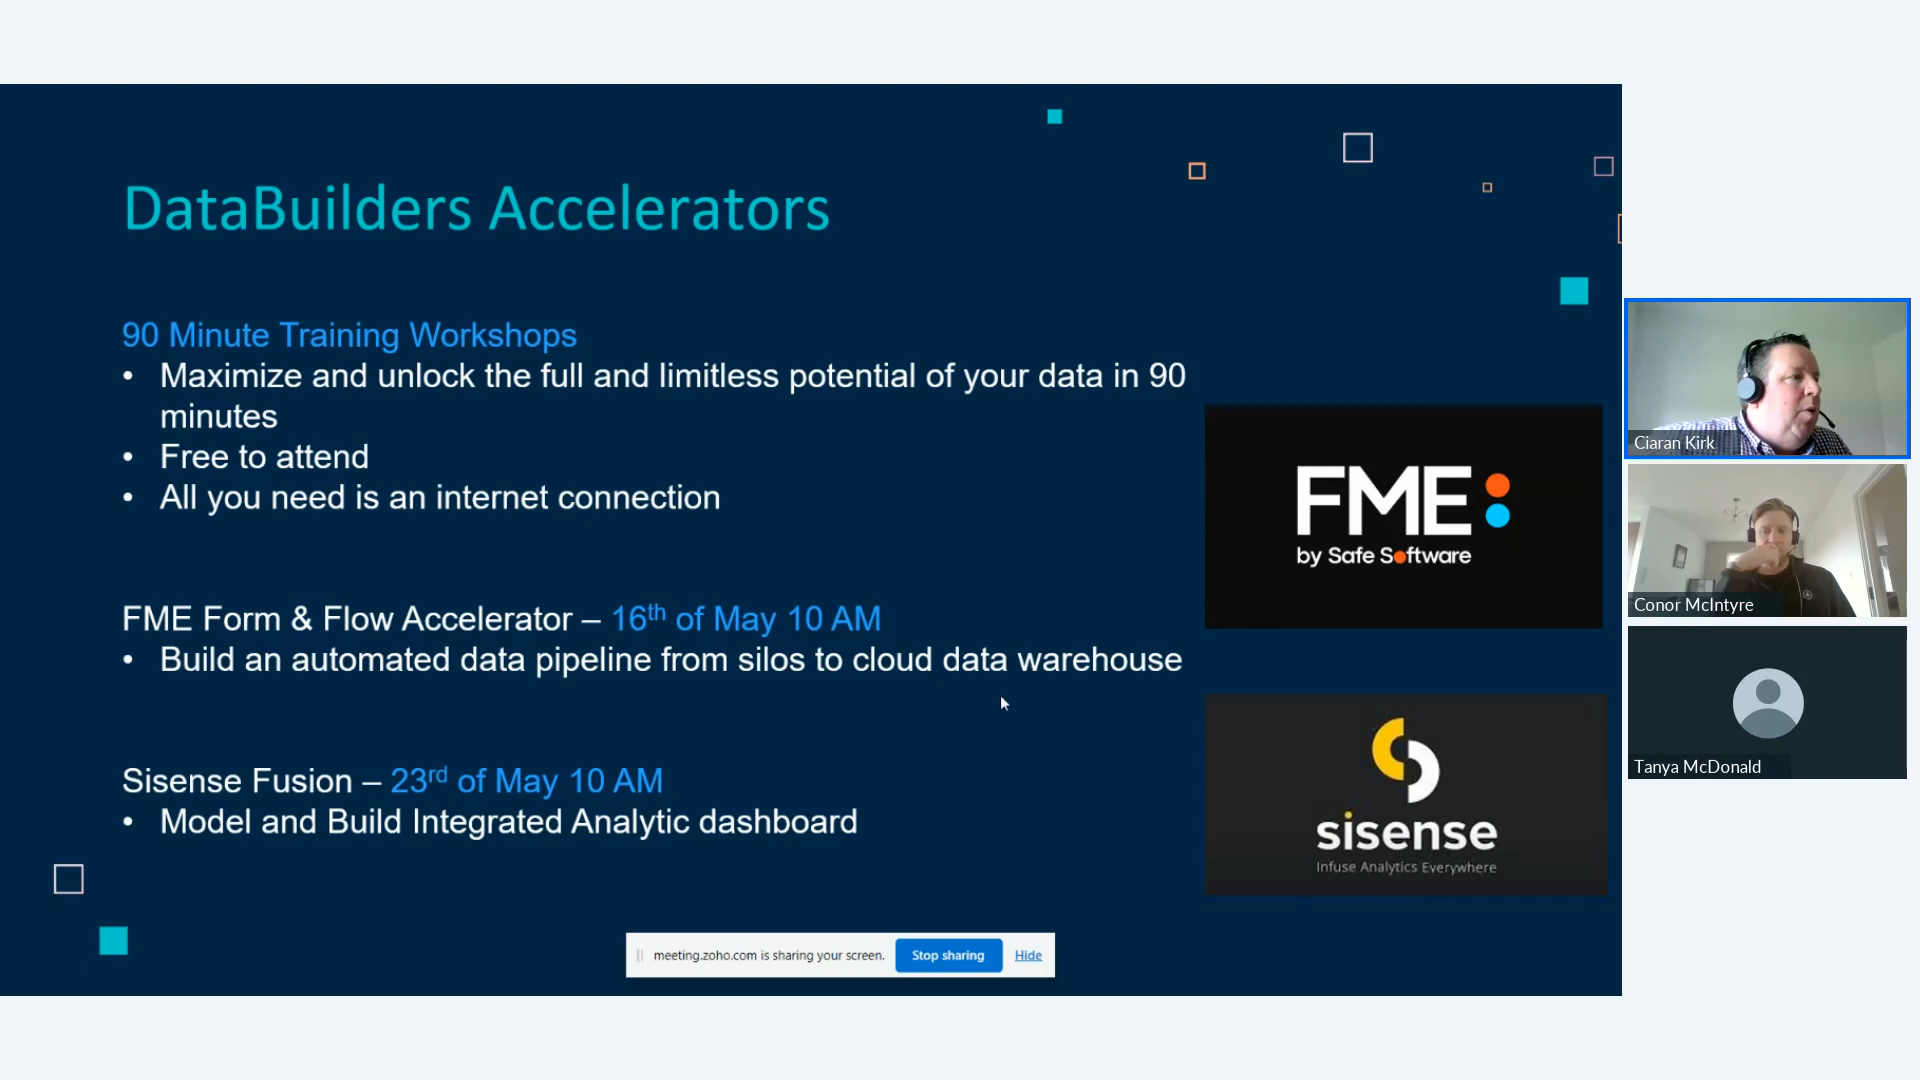 DataBuilders Accelerators
90 Minute Training Workshops
• Maximize and unlock the full and limitless potential of your data in 90
minutes
• Free to attend
• All you need is an internet connection
FME Form & Flow Accelerator – 16th of May 10 AM
• Build an automated data pipeline from silos to cloud data warehouse
Sisense Fusion – 23rd of May 10 AM
• Model and Build Integrated Analytic dashboard
FME
by Safe Software
sisense
Infuse Analytics Everywhere
meeting.zoho.com is sharing your screen.
Stop sharing
Hide
Ciaran Kirk
Conor McIntyre
Tanya McDonald